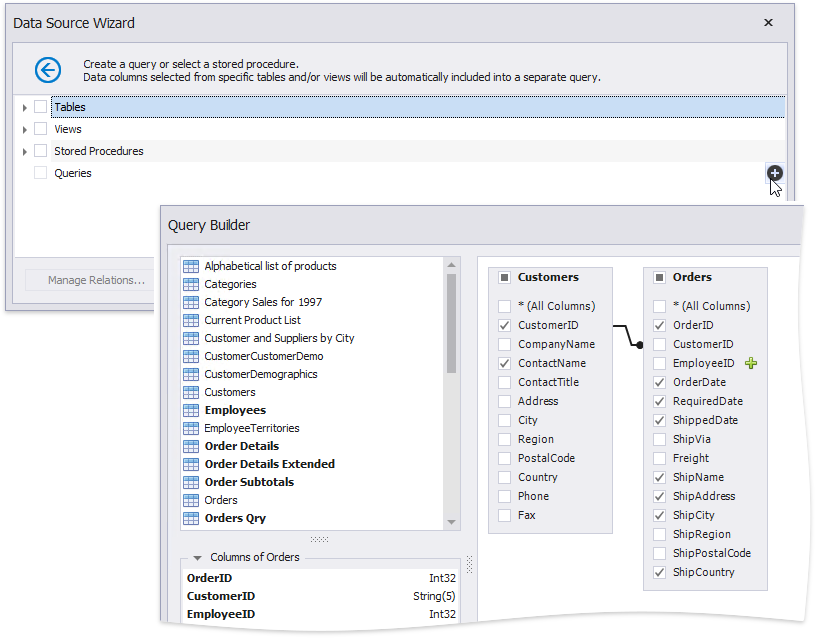 Data Source Wizard
Create a query or select a stored procedure.
Data columns selected from specific tables and/or views will be automatically included into a separate query.
Tables
Views
Stored Procedures
Queries
Manage Relations...
Query Builder
Alphabetical list of products
Categories
Category Sales for 1997
Current Product List
Customer and Suppliers by City
CustomerCustomerDemo
CustomerDemographics
Customers
Employees
EmployeeTerritories
Order Details
Order Details Extended
Order Subtotals
Orders
Orders Qry
Columns of Orders
OrderID Int32
CustomerID String(5)
EmployeeID Int32
Customers
* (All Columns)
CustomerID
CompanyName
ContactName
ContactTitle
Address
City
Region
PostalCode
Country
Phone
Fax
Orders
* (All Columns)
OrderID
CustomerID
EmployeeID
OrderDate
RequiredDate
ShippedDate
ShipVia
Freight
ShipName
ShipAddress
ShipCity
ShipRegion
ShipPostalCode
ShipCountry